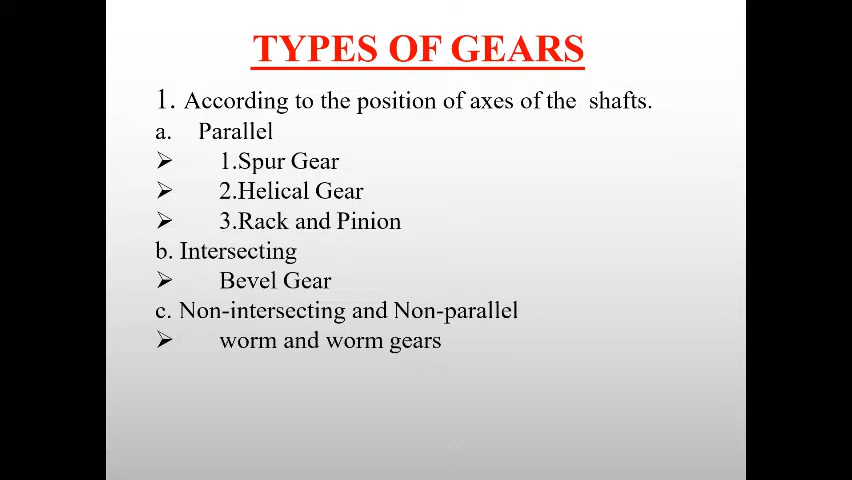 TYPES OF GEARS
1. According to the position of axes of the shafts.
a. Parallel
➢ 1.Spur Gear
➢ 2.Helical Gear
➢ 3.Rack and Pinion
b. Intersecting
➢ Bevel Gear
c. Non-intersecting and Non-parallel
➢ worm and worm gears